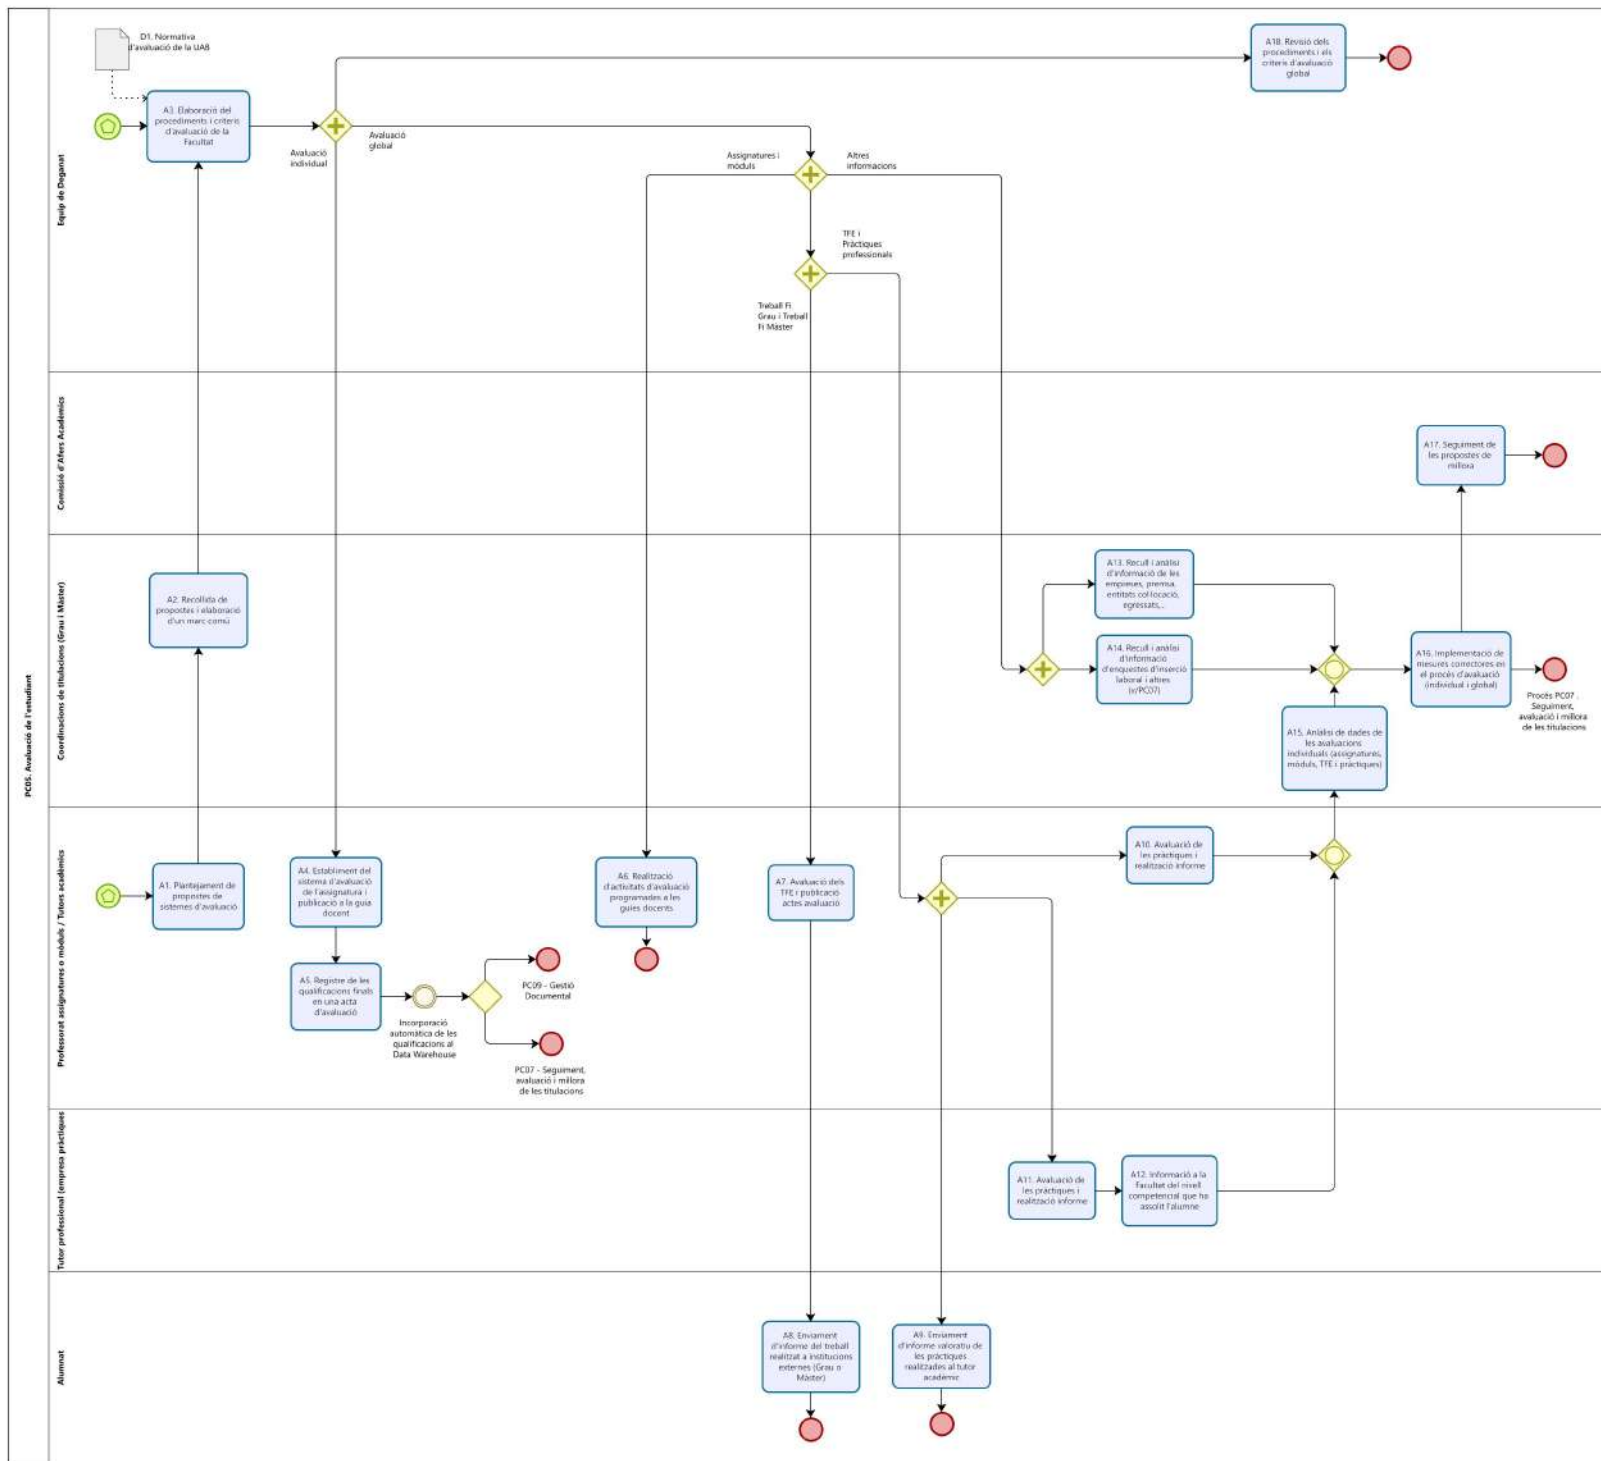 PC05. Avaluació de l'estudiant
Equip de Deganat
D1. Normativa
d'avaluació de la UAB
A3. Elaboració del
procediments i criteris
d'avaluació de la
Facultat
Avaluació
individual
Avaluació
global
Assignatures i
mòduls
Altres
informacions
TFE i
Pràctiques
professionals
Treball Fi
Grau i Treball
Fi Màster
A18. Revisió dels
procediments i els
criteris d'avaluació
global
Comissió d'Afers Acadèmics
A17. Seguiment de
les propostes de
millora
Coordinacions de titulacions (Grau i Màster)
A2. Recollida de
propostes i elaboració
d'un marc comú
A13. Recull i anàlisi
d'informació de les
empreses, premsa,
entitats col·locació,
egressats,..
A14. Recull i anàlisi
d'informació
d'enquestes d'inserció
laboral i altres
(v/PC07)
A15. Anàlisi de dades de
les avaluacions
individuals (assignatures,
mòduls, TFE i pràctiques)
A16. Implementació de
mesures correctores en
el procés d'avaluació
(individual i global)
Procés PC07 .
Seguiment,
avaluació i millora
de les titulacions
Professorat assignatures o mòduls / Tutors acadèmics
A1. Plantejament de
propostes de
sistemes d'avaluació
A4. Establiment del
sistema d'avaluació
de l'assignatura i
publicació a la guia
docent
A5. Registre de les
qualificacions finals
en una acta
d'avaluació
Incorporació
automàtica de les
qualificacions al
Data Warehouse
PC09 - Gestió
Documental
PC07 - Seguiment,
avaluació i millora
de les titulacions
A6. Realització
d'activitats d'avaluació
programades a les
guies docents
A7. Avaluació dels
TFE i publicació
actes avaluació
A10. Avaluació de
les pràctiques i
realització informe
Tutor professional (empresa pràctiques
A11. Avaluació de
les pràctiques i
realització informe
A12. Informació a la
Facultat del nivell
competencial que ha
assolit l'alumne
Alumnat
A8. Enviament
d'informe del treball
realitzat a institucions
externes (Grau o
Màster)
A9. Enviament
d'informe valoratiu de
les pràctiques
realitzades al tutor
acadèmic